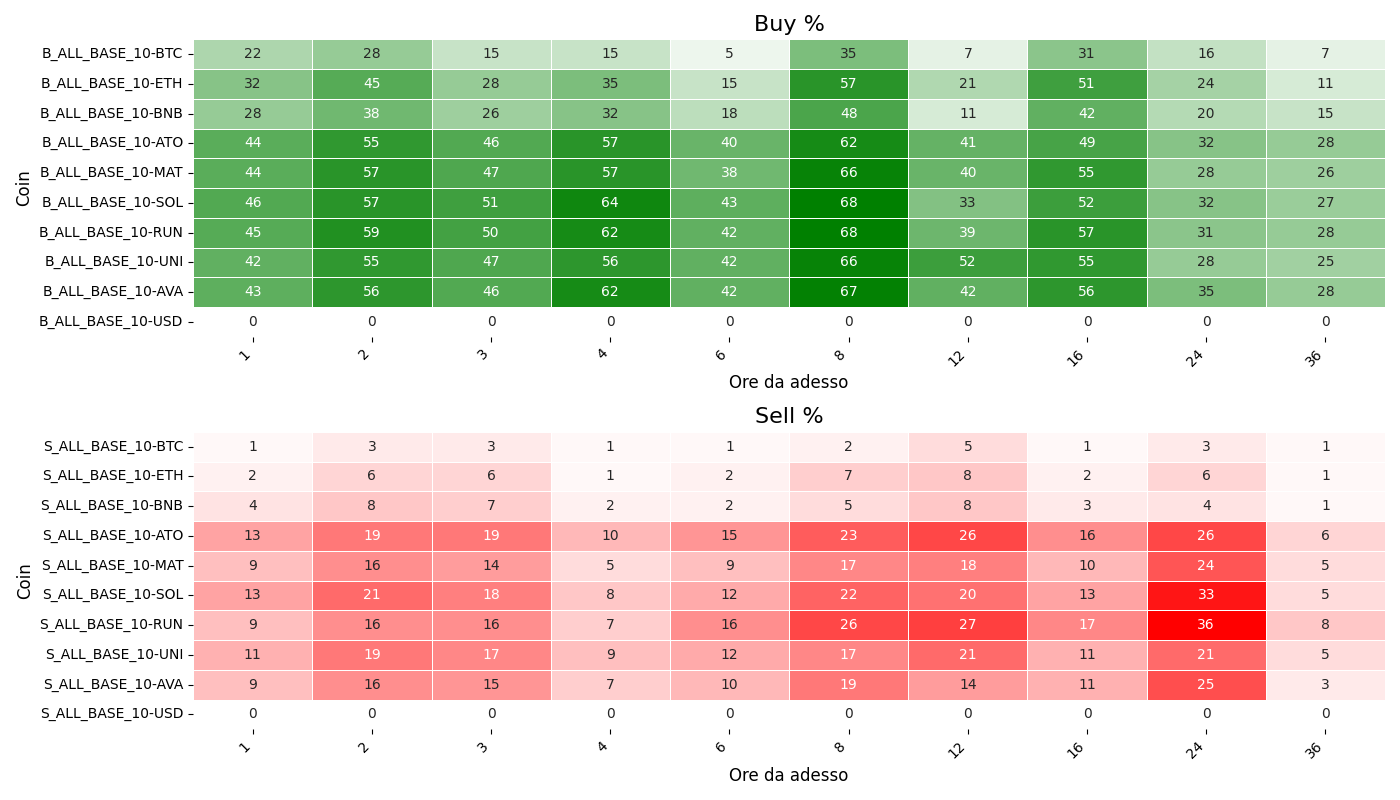 Buy %
Coin
B_ALL_BASE_10-BTC 22 28 15 15 5 35 7 31 16 7
B_ALL_BASE_10-ETH 32 45 28 35 15 57 21 51 24 11
B_ALL_BASE_10-BNB 28 38 26 32 18 48 11 42 20 15
B_ALL_BASE_10-ATO 44 55 46 57 40 62 41 49 32 28
B_ALL_BASE_10-MAT 44 57 47 57 38 66 40 55 28 26
B_ALL_BASE_10-SOL 46 57 51 64 43 68 33 52 32 27
B_ALL_BASE_10-RUN 45 59 50 62 42 68 39 57 31 28
B_ALL_BASE_10-UNI 42 55 47 56 42 66 52 55 28 25
B_ALL_BASE_10-AVA 43 56 46 62 42 67 42 56 35 28
B_ALL_BASE_10-USD 0 0 0 0 0 0 0 0 0 0
1 2 3 4 6 8 12 16 24 36
Ore da adesso
Sell %
Coin
S_ALL_BASE_10-BTC 1 3 3 1 1 2 5 1 3 1
S_ALL_BASE_10-ETH 2 6 6 1 2 7 8 2 6 1
S_ALL_BASE_10-BNB 4 8 7 2 2 5 8 3 4 1
S_ALL_BASE_10-ATO 13 19 19 10 15 23 26 16 26 6
S_ALL_BASE_10-MAT 9 16 14 5 9 17 18 10 24 5
S_ALL_BASE_10-SOL 13 21 18 8 12 22 20 13 33 5
S_ALL_BASE_10-RUN 9 16 16 7 16 26 27 17 36 8
S_ALL_BASE_10-UNI 11 19 17 9 12 17 21 11 21 5
S_ALL_BASE_10-AVA 9 16 15 7 10 19 14 11 25 3
S_ALL_BASE_10-USD 0 0 0 0 0 0 0 0 0 0
1 2 3 4 6 8 12 16 24 36
Ore da adesso